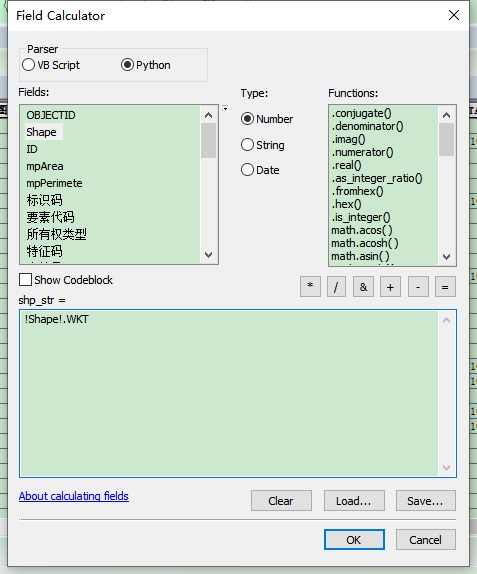 Field Calculator
Parser
VB Script
Python
Fields:
Type:
Functions:
OBJECTID
Shape
ID
mpArea
mpPerimete
标识码
要素代码
所有权类型
特征码
Number
String
Date
.conjugate()
.denominator()
.imag()
.numerator()
.real()
.as_integer_ratio()
.fromhex()
.hex()
.is_integer()
math.acos( )
math.acosh( )
math.asin( )
Show Codeblock
* / & + - =
shp_str =
!Shape!.WKT
About calculating fields
Clear
Load...
Save...
OK
Cancel